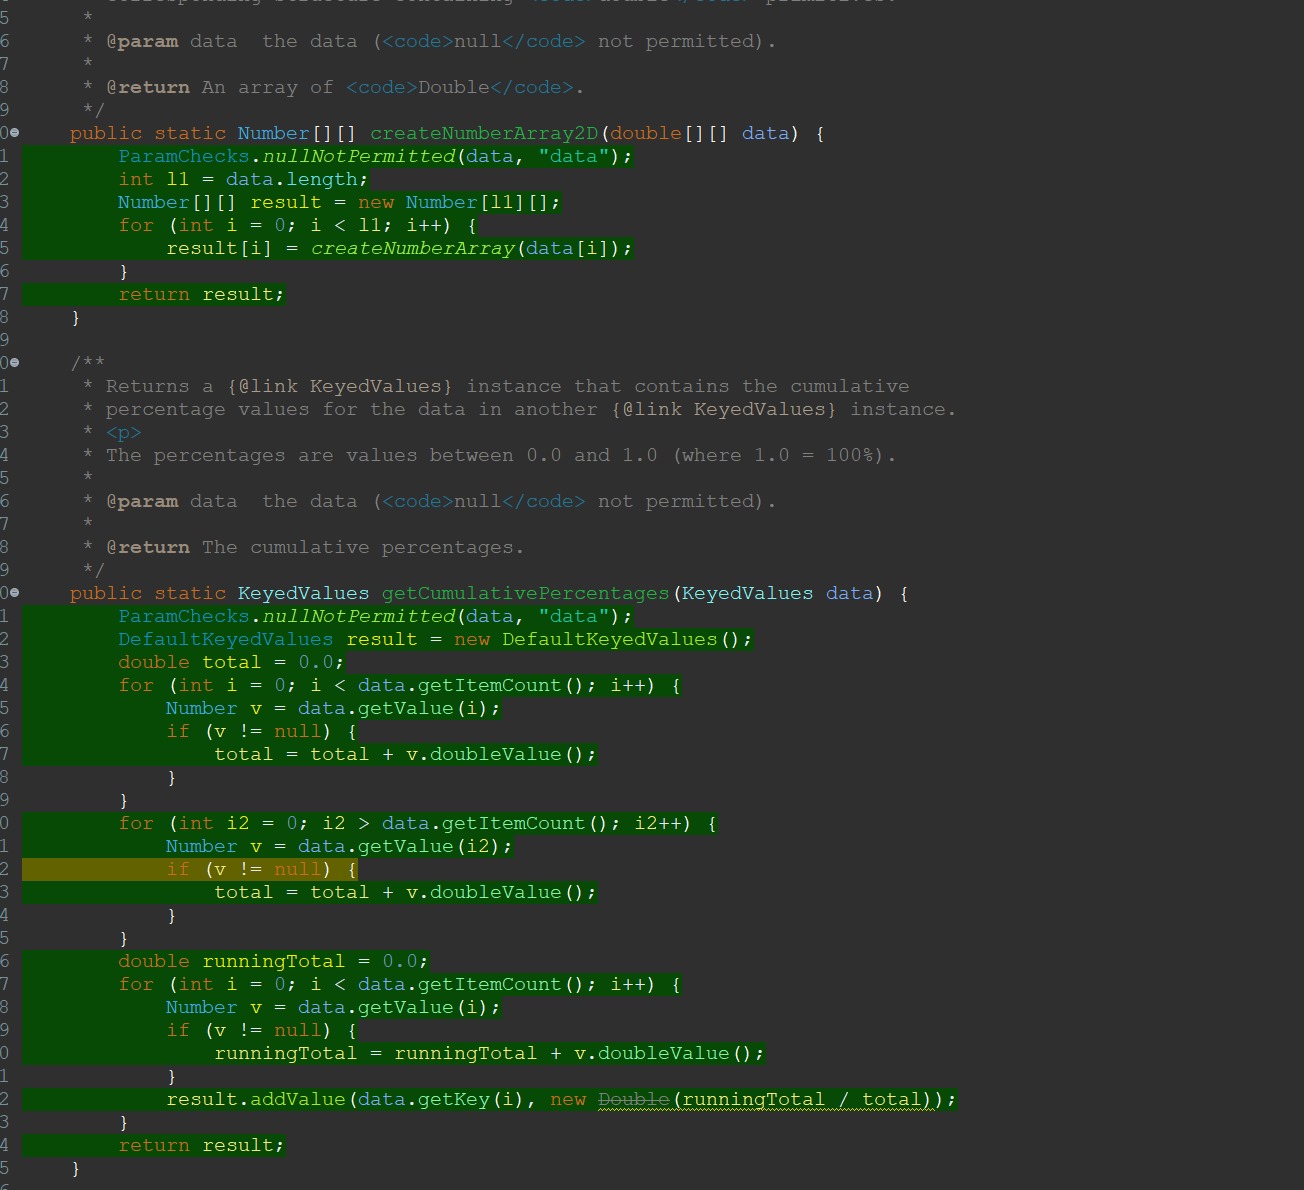 5     *
6     * @param data  the data (<code>null</code> not permitted).
7     *
8     * @return An array of <code>Double</code>.
9     */
0    public static Number[][] createNumberArray2D(double[][] data) {
1        ParamChecks.nullNotPermitted(data, "data");
2        int l1 = data.length;
3        Number[][] result = new Number[l1][];
4        for (int i = 0; i < l1; i++) {
5            result[i] = createNumberArray(data[i]);
6        }
7        return result;
8    }
9
0    /**
1     * Returns a {@link KeyedValues} instance that contains the cumulative
2     * percentage values for the data in another {@link KeyedValues} instance.
3     * <p>
4     * The percentages are values between 0.0 and 1.0 (where 1.0 = 100%).
5     *
6     * @param data  the data (<code>null</code> not permitted).
7     *
8     * @return The cumulative percentages.
9     */
0    public static KeyedValues getCumulativePercentages(KeyedValues data) {
1        ParamChecks.nullNotPermitted(data, "data");
2        DefaultKeyedValues result = new DefaultKeyedValues();
3        double total = 0.0;
4        for (int i = 0; i < data.getItemCount(); i++) {
5            Number v = data.getValue(i);
6            if (v != null) {
7                total = total + v.doubleValue();
8            }
9        }
0        for (int i2 = 0; i2 > data.getItemCount(); i2++) {
1            Number v = data.getValue(i2);
2            if (v != null) {
3                total = total + v.doubleValue();
4            }
5        }
6        double runningTotal = 0.0;
7        for (int i = 0; i < data.getItemCount(); i++) {
8            Number v = data.getValue(i);
9            if (v != null) {
0                runningTotal = runningTotal + v.doubleValue();
1            }
2            result.addValue(data.getKey(i), new Double(runningTotal / total));
3        }
4        return result;
5    }